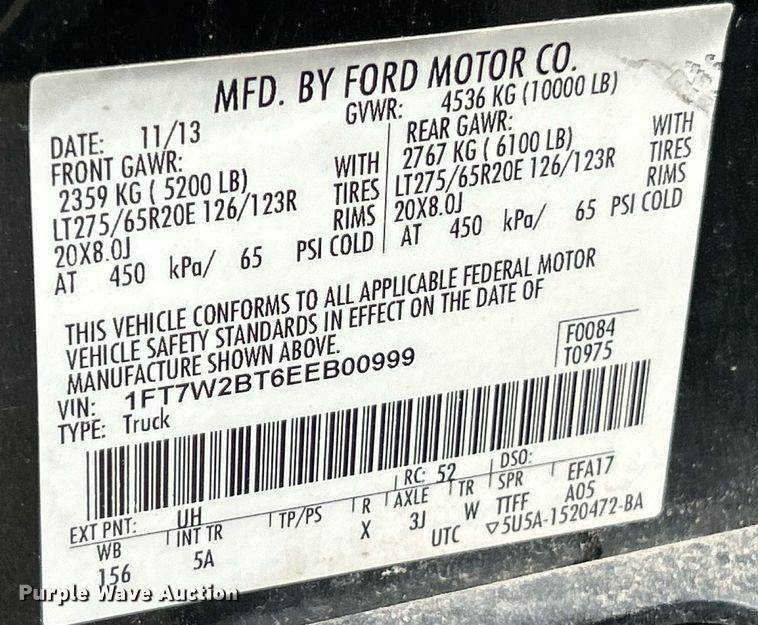 MFD. BY FORD MOTOR CO.
DATE: 11/13 GVWR: 4536 KG (10000 LB)
FRONT GAWR: REAR GAWR:
2359 KG ( 5200 LB) WITH 2767 KG ( 6100 LB) WITH
LT275/65R20E 126/123R TIRES LT275/65R20E 126/123R TIRES
20X8.0J RIMS 20X8.0J RIMS
AT 450 kPa/ 65 PSI COLD AT 450 kPa/ 65 PSI COLD
THIS VEHICLE CONFORMS TO ALL APPLICABLE FEDERAL MOTOR
VEHICLE SAFETY STANDARDS IN EFFECT ON THE DATE OF
MANUFACTURE SHOWN ABOVE.
F0084
T0975
VIN: 1FT7W2BT6EEB00999
TYPE: Truck
EXT PNT: UH RC: 52 DSO:
WB INT TR TP/PS R AXLE TR SPR EFA17
156 5A X 3J W TTFF A05
UTC ▽5U5A-1520472-BA
Purple Wave Auction